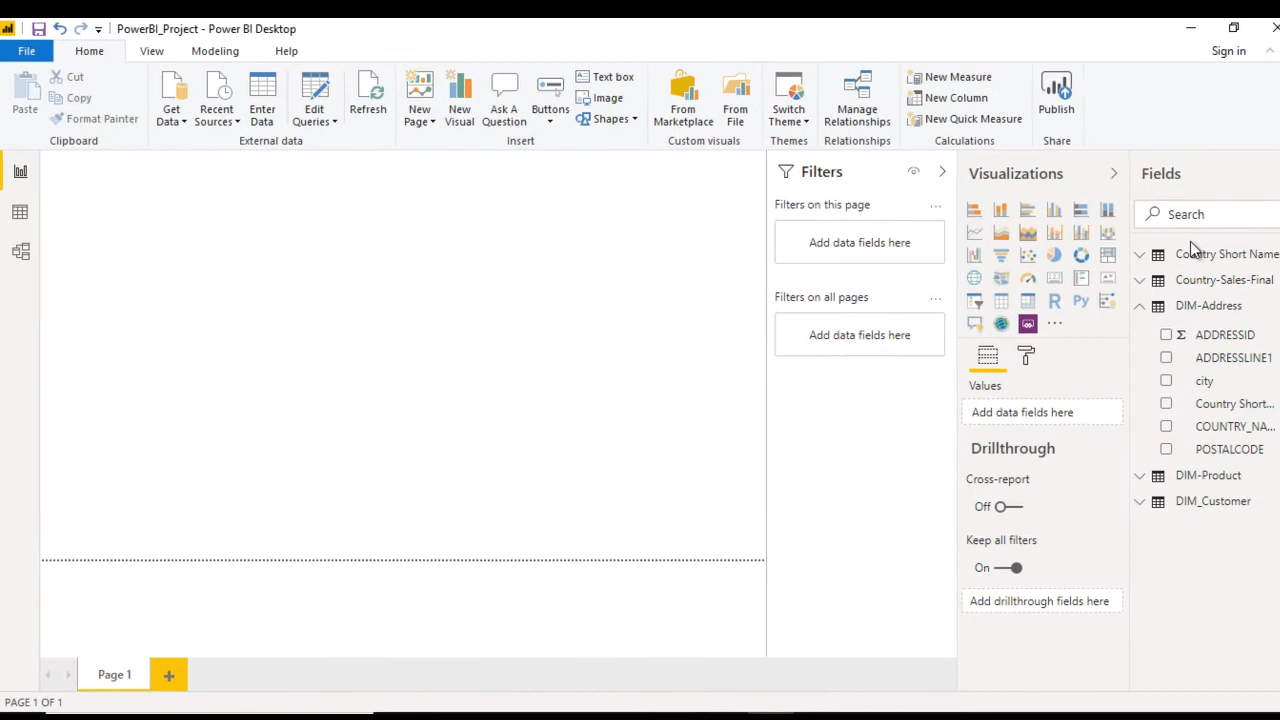 PowerBI_Project - Power BI Desktop
File Home View Modeling Help Sign in
Paste
Cut
Copy
Format Painter
Clipboard
Get Data
Recent Sources
Enter Data
Edit Queries
Refresh
External data
New Page
New Visual
Ask A Question
Buttons
Text box
Image
Shapes
Insert
From Marketplace
From File
Custom visuals
Switch Theme
Themes
Manage Relationships
Relationships
New Measure
New Column
New Quick Measure
Calculations
Publish
Share
Filters
Filters on this page
Add data fields here
Filters on all pages
Add data fields here
Visualizations
R Py
Values
Add data fields here
Drillthrough
Cross-report
Off
Keep all filters
On
Add drillthrough fields here
Fields
Search
Country Short Name
Country-Sales-Final
DIM-Address
Σ ADDRESSID
ADDRESSLINE1
city
Country Short...
COUNTRY_NA...
POSTALCODE
DIM-Product
DIM_Customer
Page 1
PAGE 1 OF 1